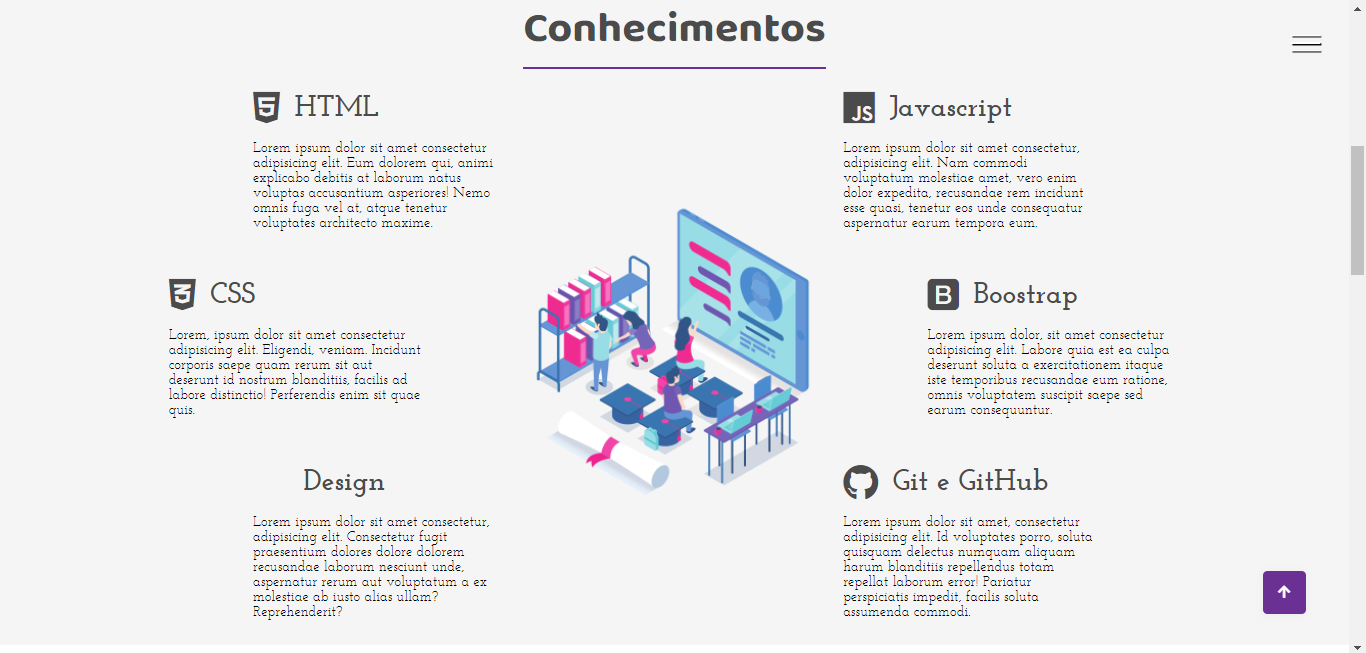 Conhecimentos
HTML
Lorem ipsum dolor sit amet consectetur
adipisicing elit. Eum dolorem qui, animi
explicabo debitis at laborum natus
voluptas accusantium asperiores! Nemo
omnis fuga vel at, atque tenetur
voluptates architecto maxime.
CSS
Lorem, ipsum dolor sit amet consectetur
adipisicing elit. Eligendi, veniam. Incidunt
corporis saepe quam rerum sit aut
deserunt id nostrum blanditiis, facilis ad
labore distinctio! Perferendis enim sit quae
quis.
Design
Lorem ipsum dolor sit amet consectetur,
adipisicing elit. Consectetur fugit
praesentium dolores dolore dolorem
recusandae laborum nesciunt unde,
aspernatur rerum aut voluptatum a ex
molestiae ab iusto alias ullam?
Reprehenderit?
JS Javascript
Lorem ipsum dolor sit amet consectetur,
adipisicing elit. Nam commodi
voluptatum molestiae amet, vero enim
dolor expedita, recusandae rem incidunt
esse quasi, tenetur eos unde consequatur
aspernatur earum tempora eum.
B Boostrap
Lorem ipsum dolor, sit amet consectetur
adipisicing elit. Labore quia est ea culpa
deserunt soluta a exercitationem itaque
iste temporibus recusandae eum ratione,
omnis voluptatem suscipit saepe sed
earum consequuntur.
Git e GitHub
Lorem ipsum dolor sit amet, consectetur
adipisicing elit. Id voluptates porro, soluta
quisquam delectus numquam aliquam
harum blanditiis repellendus totam
repellat laborum error! Pariatur
perspiciatis impedit, facilis soluta
assumenda commodi.